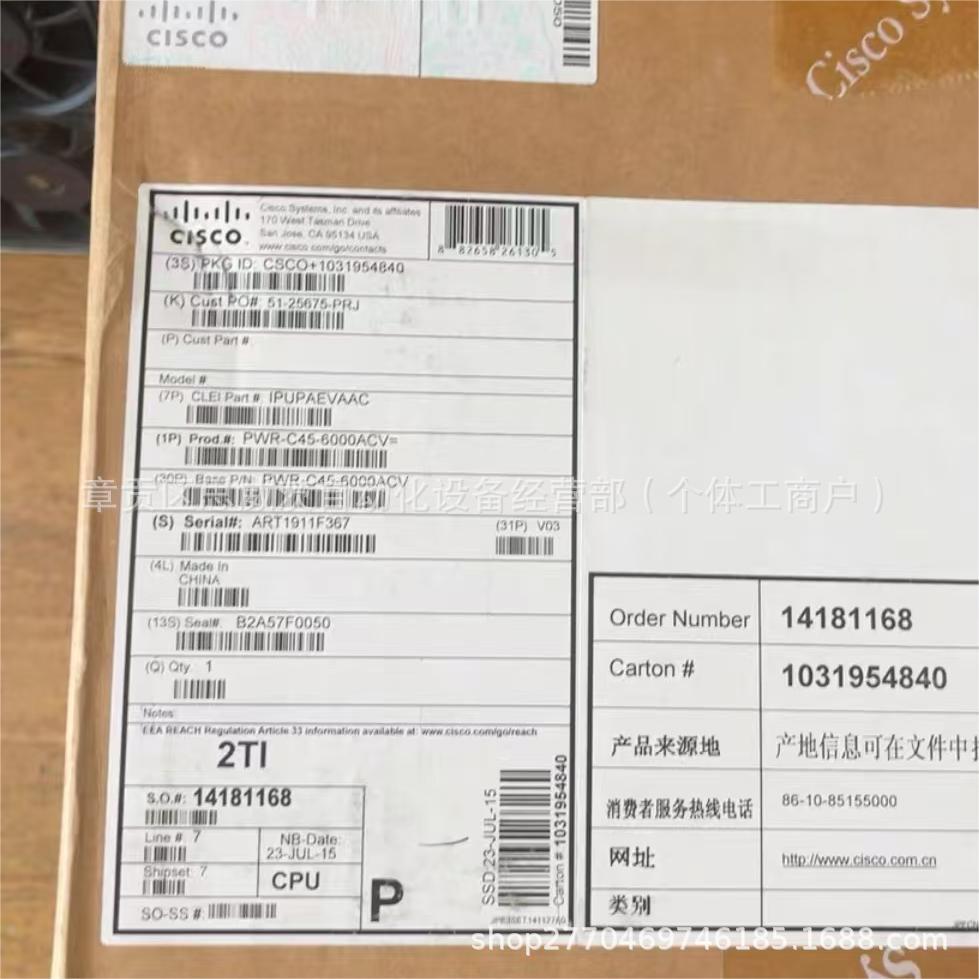 CISCO
050
Cisco Sy
CISCO
Cisco Systems, Inc. and its affiliates
170 West Tasman Drive
San Jose, CA 95134 USA
www.cisco.com/go/contacts
8 82658 26130 5
(3S) PKG ID: CSCO+1031954840
(K) Cust PO#: 51-25675-PRJ
(P) Cust Part #
Model #
(7P) CLEI Part #: IPUPAEVAAC
(1P) Prod.#: PWR-C45-6000ACV=
(30P) Base P/N: PWR-C45-6000ACV
(S) Serial#: ART1911F367
(31P) V03
(4L) Made In
CHINA
(13S) Seal#: B2A57F0050
(Q) Qty. 1
Notes:
EEA REACH Regulation Article 33 information available at: www.cisco.com/go/reach
2TI
S.O.#: 14181168
Line #. 7
NB-Date:
23-JUL-15
Shipset: 7
CPU
SO-SS #:
P
SSD:23-JUL-15
Carton # 1031954840
Order Number 14181168
Carton # 1031954840
产品来源地 产地信息可在文件中
消费者服务热线电话 86-10-85155000
网址 http://www.cisco.com.cn
类别
自动化设备经营部（个体工商户）
shop2770469746185.1688.com